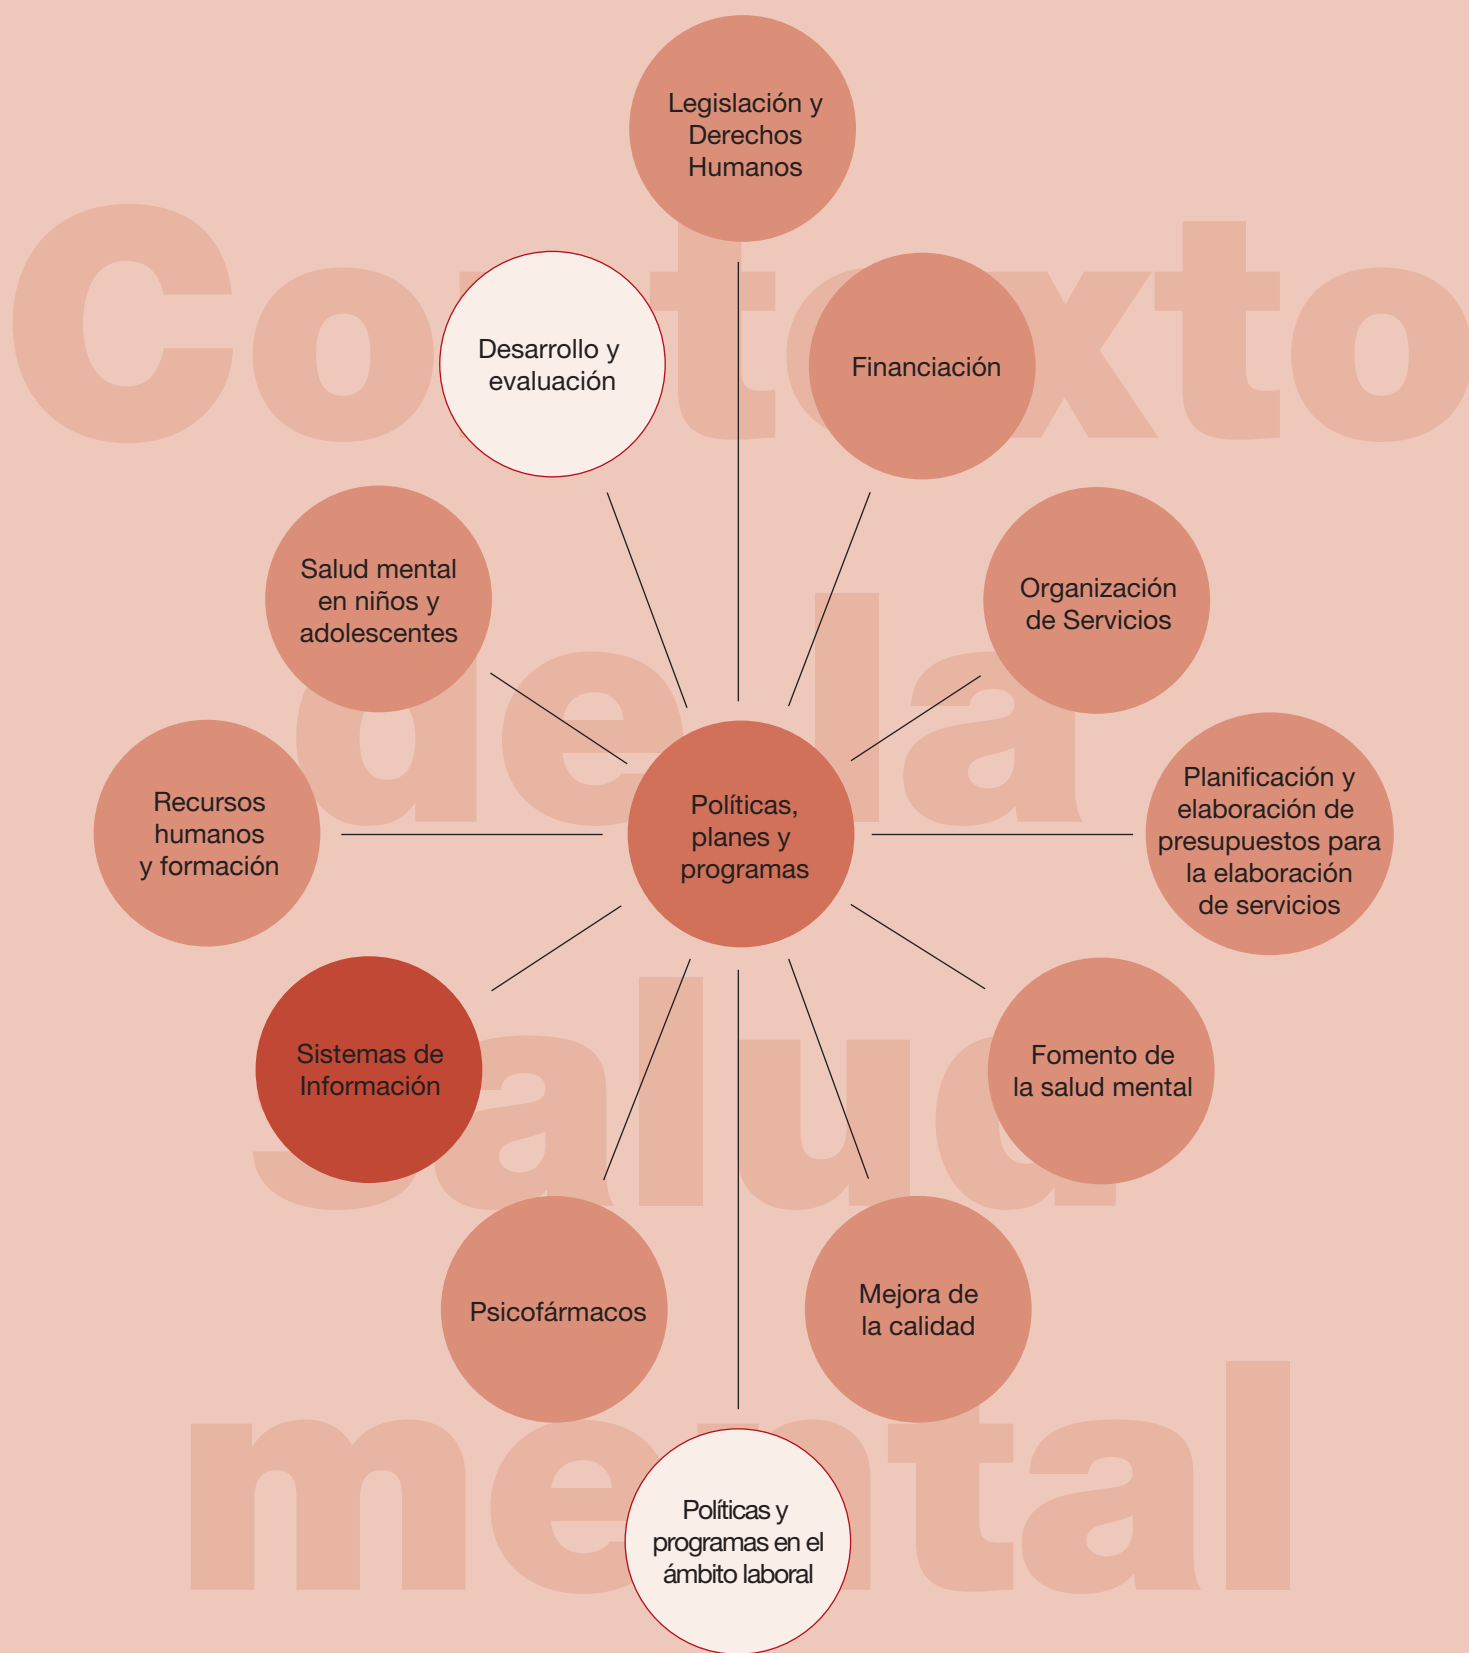 Contexto
de la
salud
mental
Legislación y
Derechos
Humanos
Desarrollo y
evaluación
Financiación
Salud mental
en niños y
adolescentes
Organización
de Servicios
Recursos
humanos
y formación
Políticas,
planes y
programas
Planificación y
elaboración de
presupuestos para
la elaboración
de servicios
Sistemas de
Información
Fomento de
la salud mental
Psicofármacos
Mejora de
la calidad
Políticas y
programas en el
ámbito laboral